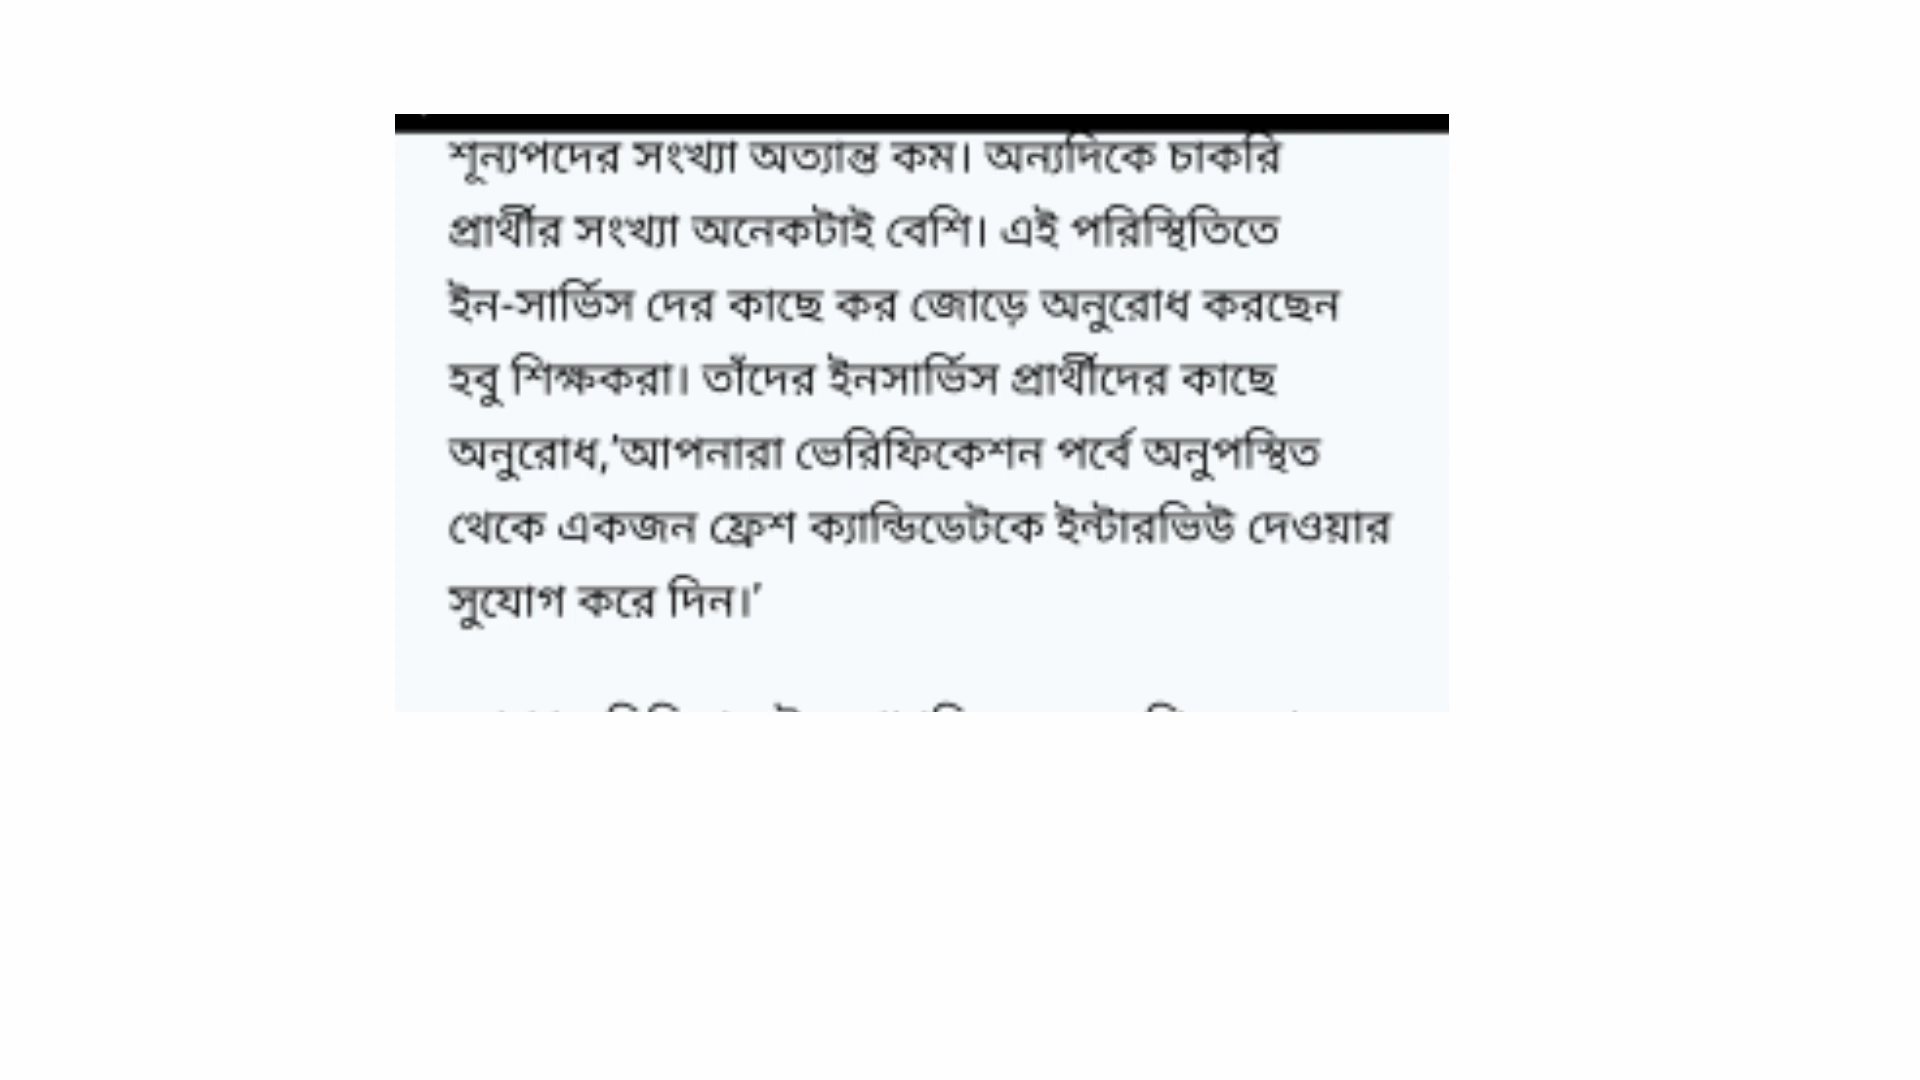 শূন্যপদের সংখ্যা অত্যান্ত কম। অন্যদিকে চাকরি
প্রার্থীর সংখ্যা অনেকটাই বেশি। এই পরিস্থিতিতে
ইন-সার্ভিস দের কাছে কর জোড়ে অনুরোধ করছেন
হবু শিক্ষকরা। তাঁদের ইনসার্ভিস প্রার্থীদের কাছে
অনুরোধ,'আপনারা ভেরিফিকেশন পর্বে অনুপস্থিত
থেকে একজন ফ্রেশ ক্যান্ডিডেটকে ইন্টারভিউ দেওয়ার
সুযোগ করে দিন।’